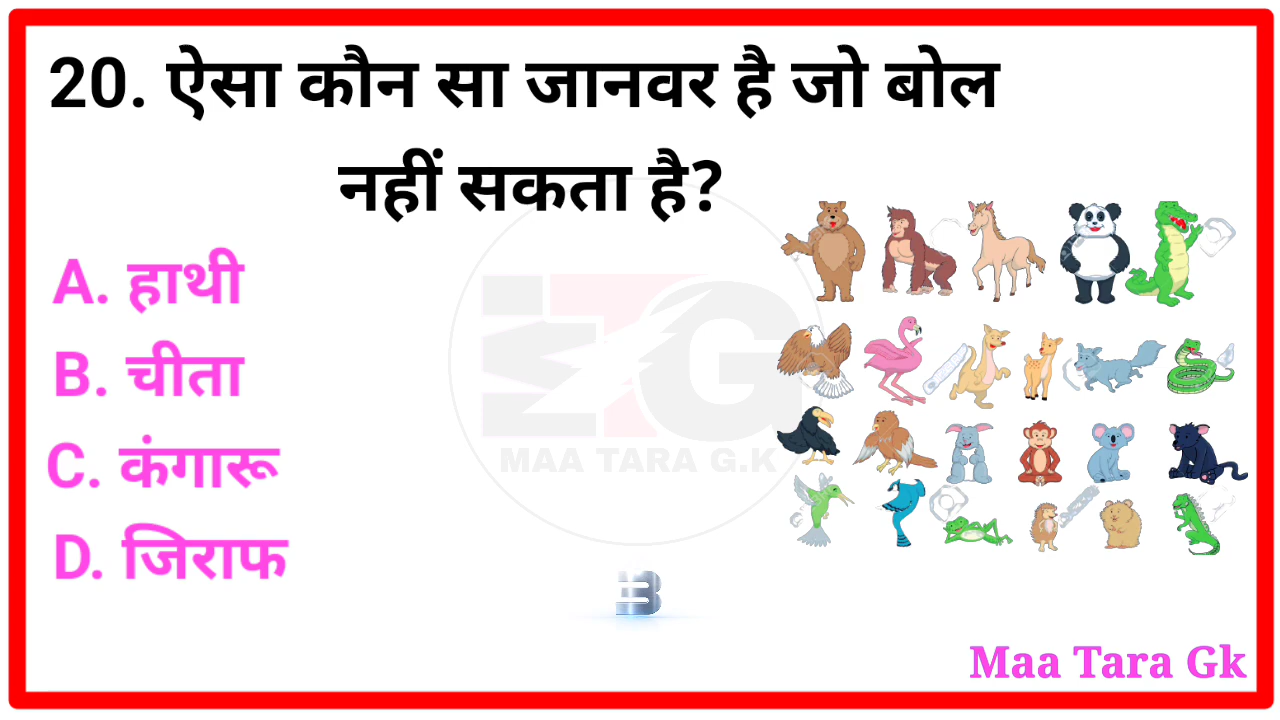 20. ऐसा कौन सा जानवर है जो बोल
नहीं सकता है?
A. हाथी
B. चीता
C. कंगारू
D. जिराफ
MAA TARA G.K
Maa Tara Gk